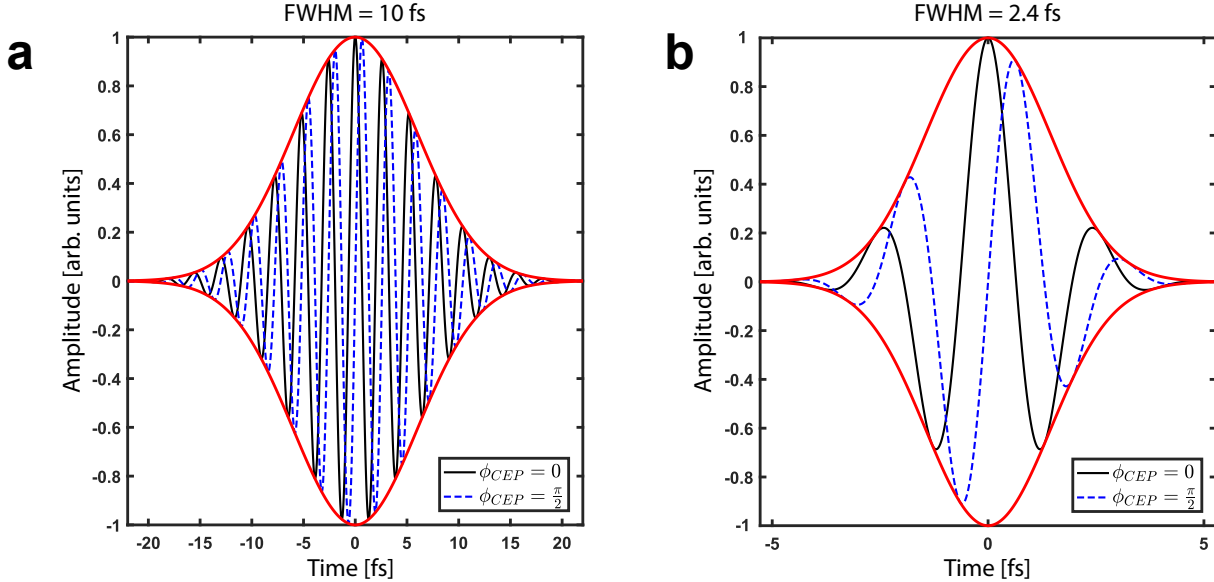 FWHM = 10 fs
a
1
0.8
0.6
0.4
0.2
0
-0.2
-0.4
-0.6
-0.8
-1
Amplitude [arb. units]
ϕCEP = 0
ϕCEP = π/2
-20 -15 -10 -5 0 5 10 15 20
Time [fs]
FWHM = 2.4 fs
b
1
0.8
0.6
0.4
0.2
0
-0.2
-0.4
-0.6
-0.8
-1
Amplitude [arb. units]
ϕCEP = 0
ϕCEP = π/2
-5 0 5
Time [fs]